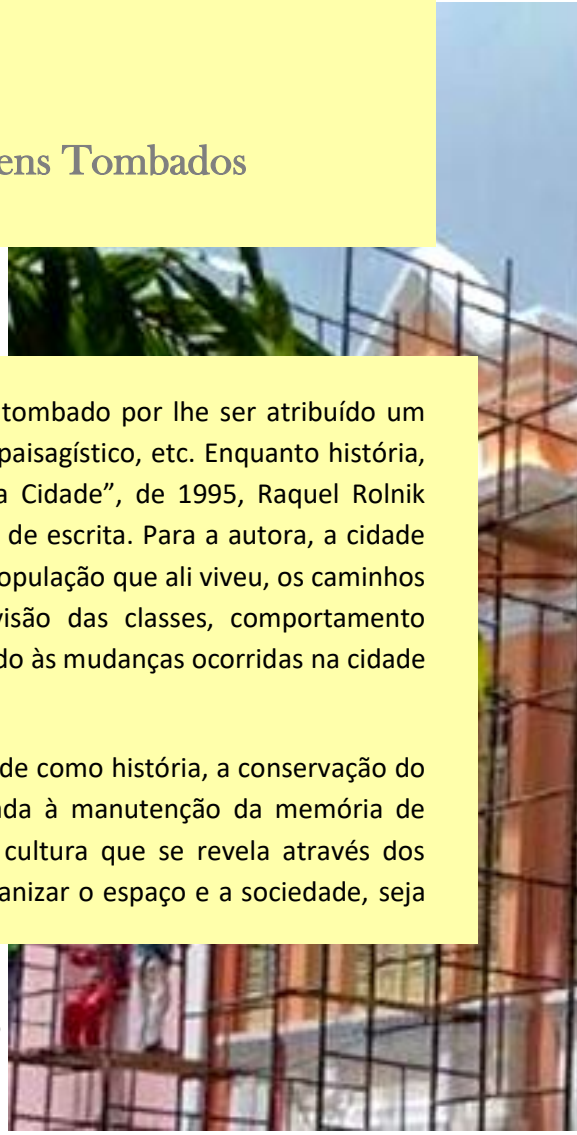 ens Tombados
tombado por lhe ser atribuído um
paisagístico, etc. Enquanto história,
a Cidade”, de 1995, Raquel Rolnik
de escrita. Para a autora, a cidade
opulação que ali viveu, os caminhos
visão das classes, comportamento
do às mudanças ocorridas na cidade
de como história, a conservação do
da à manutenção da memória de
cultura que se revela através dos
anizar o espaço e a sociedade, seja